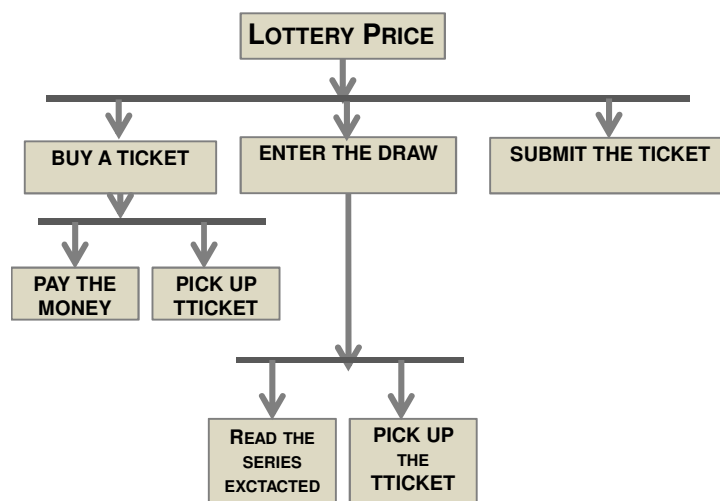 LOTTERY PRICE
BUY A TICKET
ENTER THE DRAW
SUBMIT THE TICKET
PAY THE
MONEY
PICK UP
TTICKET
READ THE
SERIES
EXCTACTED
PICK UP
THE
TTICKET